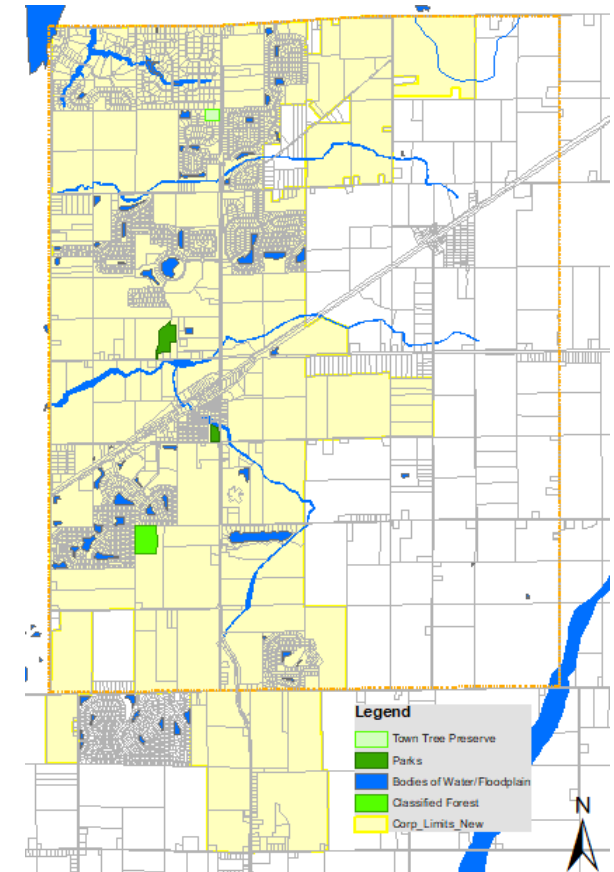 Legend
Town Tree Preserve
Parks
Bodies of Water/Floodplain
Classified Forest
Corp_Limits_New
N